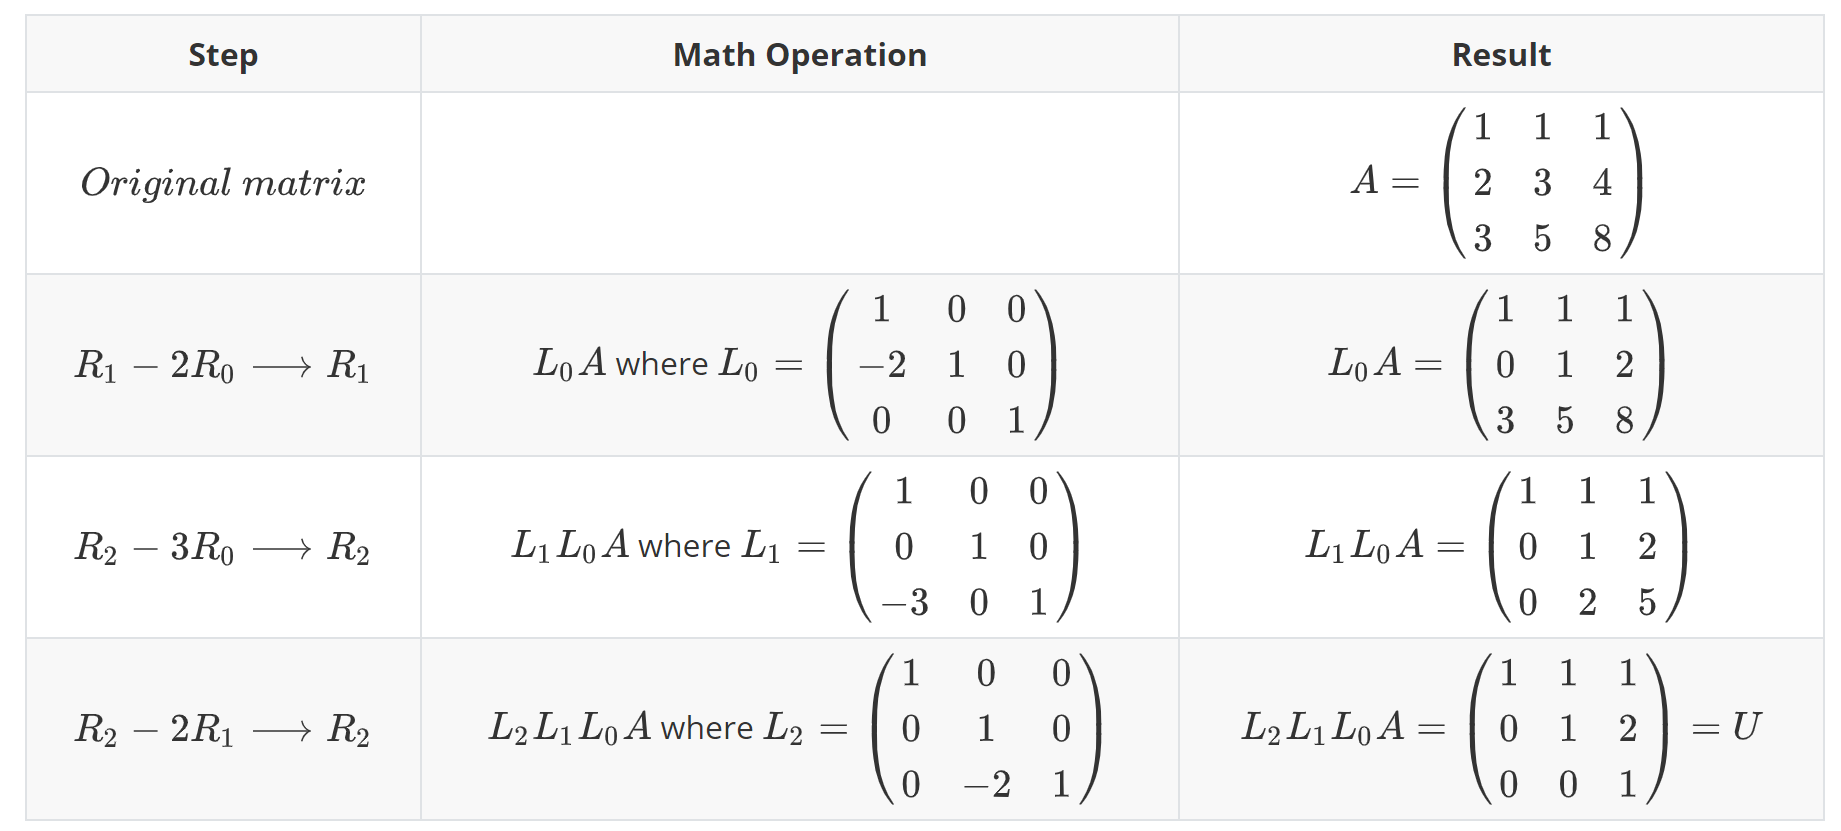 Step Math Operation Result
Original matrix A = \begin{pmatrix} 1 & 1 & 1 \\ 2 & 3 & 4 \\ 3 & 5 & 8 \end{pmatrix}
R_1 - 2R_0 \longrightarrow R_1 L_0 A where L_0 = \begin{pmatrix} 1 & 0 & 0 \\ -2 & 1 & 0 \\ 0 & 0 & 1 \end{pmatrix} L_0 A = \begin{pmatrix} 1 & 1 & 1 \\ 0 & 1 & 2 \\ 3 & 5 & 8 \end{pmatrix}
R_2 - 3R_0 \longrightarrow R_2 L_1 L_0 A where L_1 = \begin{pmatrix} 1 & 0 & 0 \\ 0 & 1 & 0 \\ -3 & 0 & 1 \end{pmatrix} L_1 L_0 A = \begin{pmatrix} 1 & 1 & 1 \\ 0 & 1 & 2 \\ 0 & 2 & 5 \end{pmatrix}
R_2 - 2R_1 \longrightarrow R_2 L_2 L_1 L_0 A where L_2 = \begin{pmatrix} 1 & 0 & 0 \\ 0 & 1 & 0 \\ 0 & -2 & 1 \end{pmatrix} L_2 L_1 L_0 A = \begin{pmatrix} 1 & 1 & 1 \\ 0 & 1 & 2 \\ 0 & 0 & 1 \end{pmatrix} = U